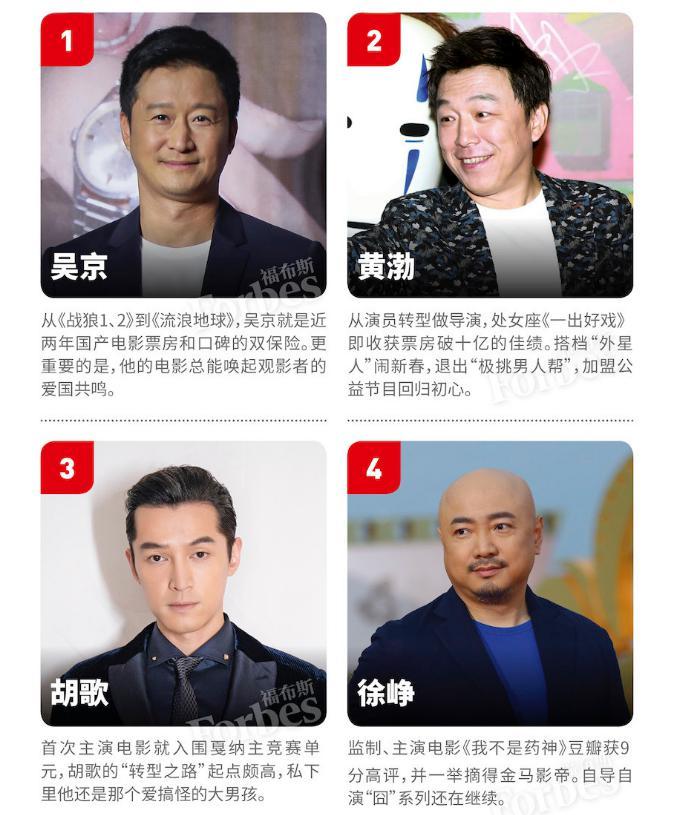 1
吴京
福布斯
Forbes
从《战狼1、2》到《流浪地球》，吴京就是近
两年国产电影票房和口碑的双保险。更
重要的是，他的电影总能唤起观影者的
爱国共鸣。
2
黄渤
从演员转型做导演，处女座《一出好戏》
即收获票房破十亿的佳绩。搭档“外星
人”闹新春，退出“极挑男人帮”，加盟公
益节目回归初心。
Forbes
3
胡歌
福布斯
Forbes
首次主演电影就入围戛纳主竞赛单
元，胡歌的“转型之路”起点颇高，私下
里他还是那个爱搞怪的大男孩。
4
徐峥
监制、主演电影《我不是药神》豆瓣获9
分高评，并一举摘得金马影帝。自导自
演“囧”系列还在继续。
Forbes